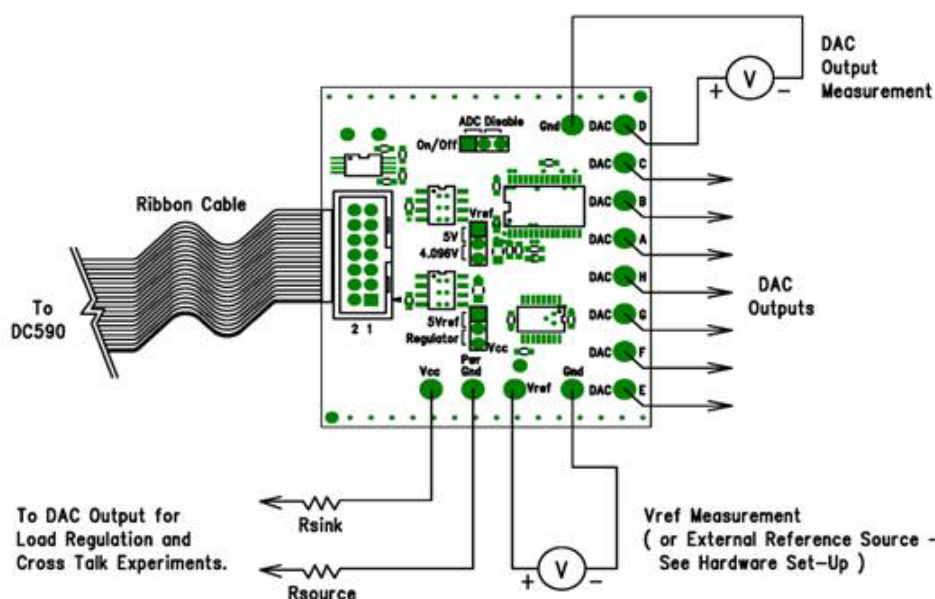 DAC
Output
Measurement
+ V -
ADC Disable
On/Off
Gnd
DAC D
DAC C
DAC B
DAC A
DAC H
DAC G
DAC F
DAC E
Ribbon Cable
To
DC590
2 1
Vref
5V
4.096V
5Vref
Regulator
Vcc
Vcc
Pwr
Gnd
Vref
Gnd
DAC
Outputs
To DAC Output for
Load Regulation and
Cross Talk Experiments.
Rsink
Rsource
+ V -
Vref Measurement
( or External Reference Source -
See Hardware Set-Up )